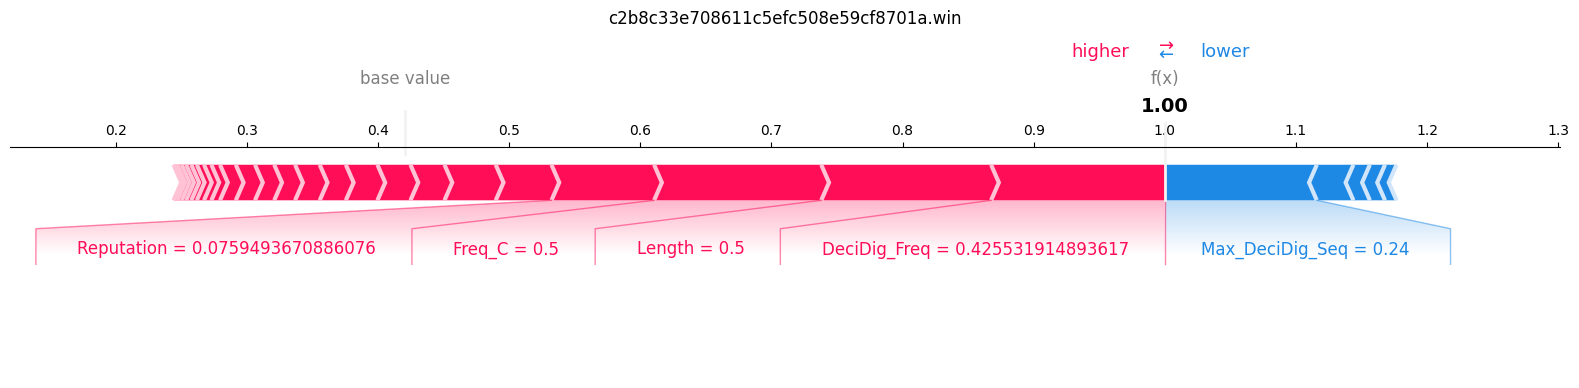 c2b8c33e708611c5efc508e59cf8701a.win
higher → ← lower
base value f(x)
1.00
0.2 0.3 0.4 0.5 0.6 0.7 0.8 0.9 1.0 1.1 1.2 1.3
Reputation = 0.0759493670886076 Freq_C = 0.5 Length = 0.5 DeciDig_Freq = 0.425531914893617 Max_DeciDig_Seq = 0.24